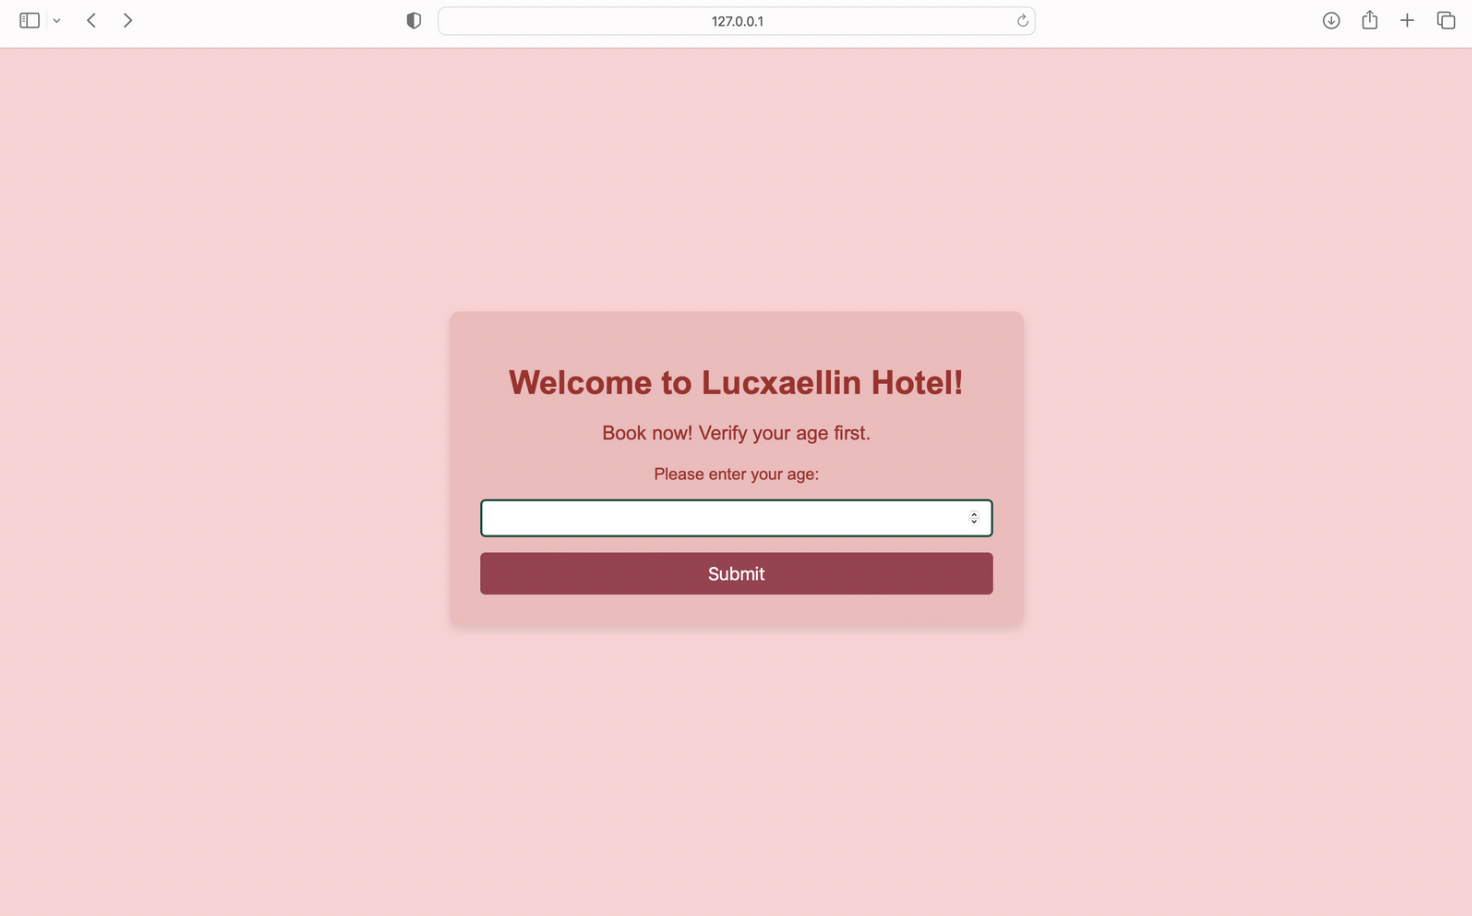 127.0.0.1
Welcome to Lucxaellin Hotel!
Book now! Verify your age first.
Please enter your age:
Submit